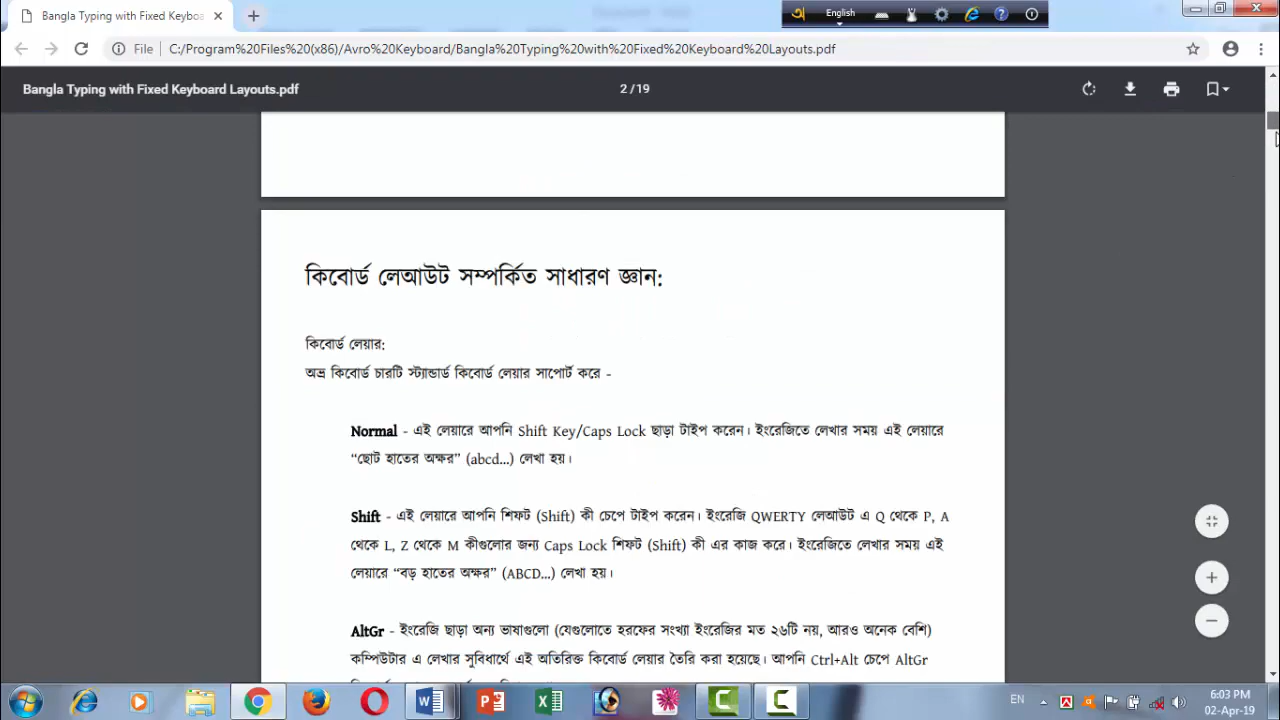 Bangla Typing with Fixed Keyboa
English
File
C:/Program%20Files%20(x86)/Avro%20Keyboard/Bangla%20Typing%20with%20Fixed%20Keyboard%20Layouts.pdf
Bangla Typing with Fixed Keyboard Layouts.pdf
2 / 19
কিবোর্ড লেআউট সম্পর্কিত সাধারণ জ্ঞান:
কিবোর্ড লেয়ার:
অভ্র কিবোর্ড চারটি স্ট্যান্ডার্ড কিবোর্ড লেয়ার সাপোর্ট করে -
Normal - এই লেয়ারে আপনি Shift Key/Caps Lock ছাড়া টাইপ করেন। ইংরেজিতে লেখার সময় এই লেয়ারে
“ছোট হাতের অক্ষর” (abcd...) লেখা হয়।
Shift - এই লেয়ারে আপনি শিফট (Shift) কী চেপে টাইপ করেন। ইংরেজি QWERTY লেআউট এ Q থেকে P, A
থেকে L, Z থেকে M কীগুলোর জন্য Caps Lock শিফট (Shift) কী এর কাজ করে। ইংরেজিতে লেখার সময় এই
লেয়ারে “বড় হাতের অক্ষর” (ABCD...) লেখা হয়।
AltGr - ইংরেজি ছাড়া অন্য ভাষাগুলো (যেগুলোতে হরফের সংখ্যা ইংরেজির মত ২৬টি নয়, আরও অনেক বেশি)
কম্পিউটার এ লেখার সুবিধার্থে এই অতিরিক্ত কিবোর্ড লেয়ার তৈরি করা হয়েছে। আপনি Ctrl+Alt চেপে AltGr
EN
6:03 PM
02-Apr-19